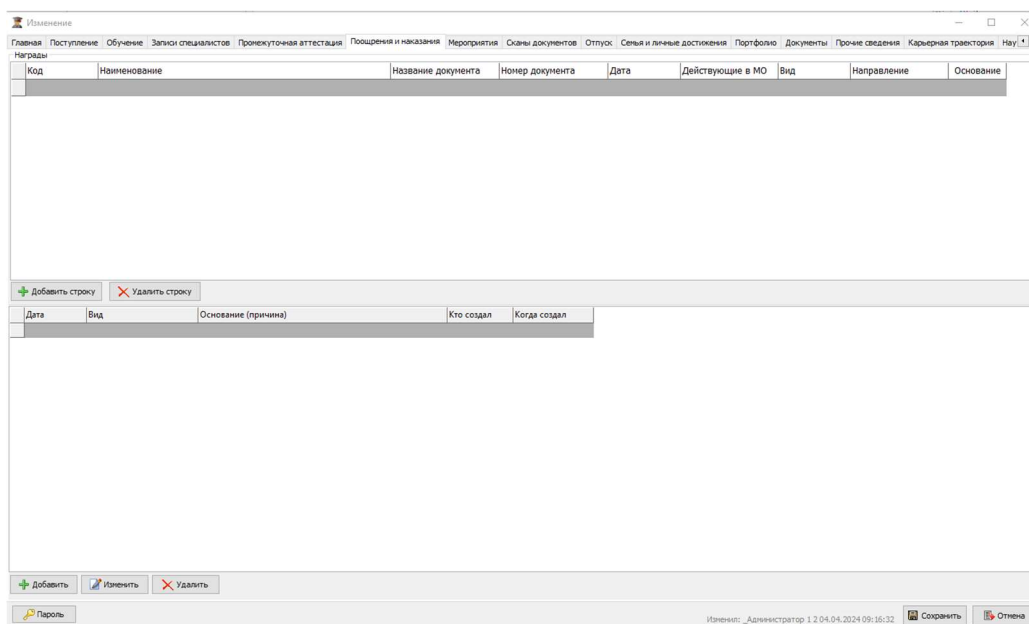 Изменение
Главная Поступление Обучение Записи специалистов Промежуточная аттестация Поощрения и наказания Мероприятия Сканы документов Отпуск Семья и личные достижения Портфолио Документы Прочие сведения Карьерная траектория Нау
Награды
Код Наименование Название документа Номер документа Дата Действующие в МО Вид Направление Основание
Добавить строку Удалить строку
Дата Вид Основание (причина) Кто создал Когда создал
Добавить Изменить Удалить
Пароль Изменил: _Администратор 1 2 04.04.2024 09:16:32 Сохранить Отмена